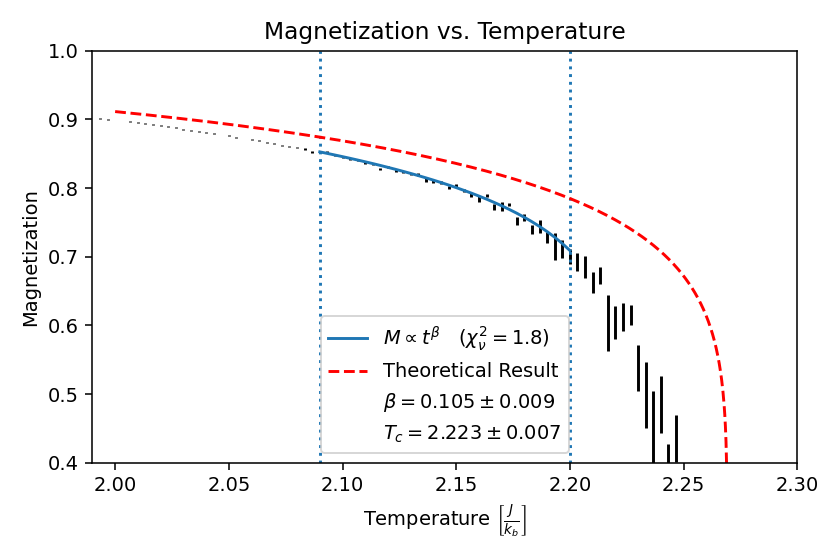 Magnetization vs. Temperature
1.0
0.9
0.8
0.7
0.6
0.5
0.4
Magnetization
M ∝ t^β (χ²_ν = 1.8)
Theoretical Result
β = 0.105 ± 0.009
T_c = 2.223 ± 0.007
2.00 2.05 2.10 2.15 2.20 2.25 2.30
Temperature [J/k_b]